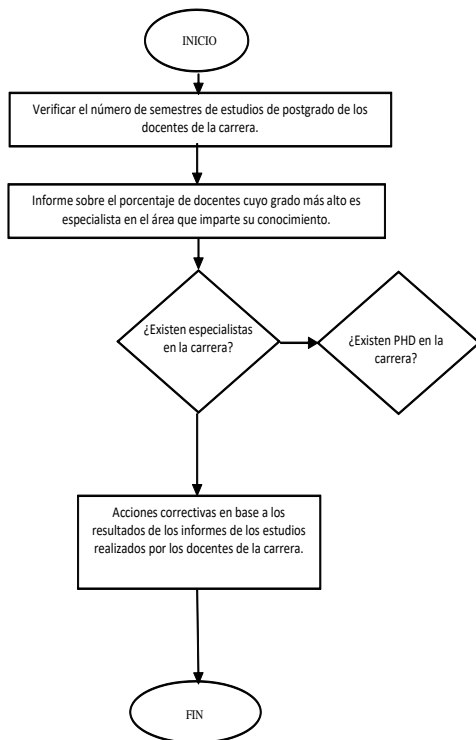 INICIO
Verificar el número de semestres de estudios de postgrado de los
docentes de la carrera.
Informe sobre el porcentaje de docentes cuyo grado más alto es
especialista en el área que imparte su conocimiento.
¿Existen especialistas
en la carrera?
¿Existen PHD en la
carrera?
Acciones correctivas en base a los
resultados de los informes de los estudios
realizados por los docentes de la carrera.
FIN